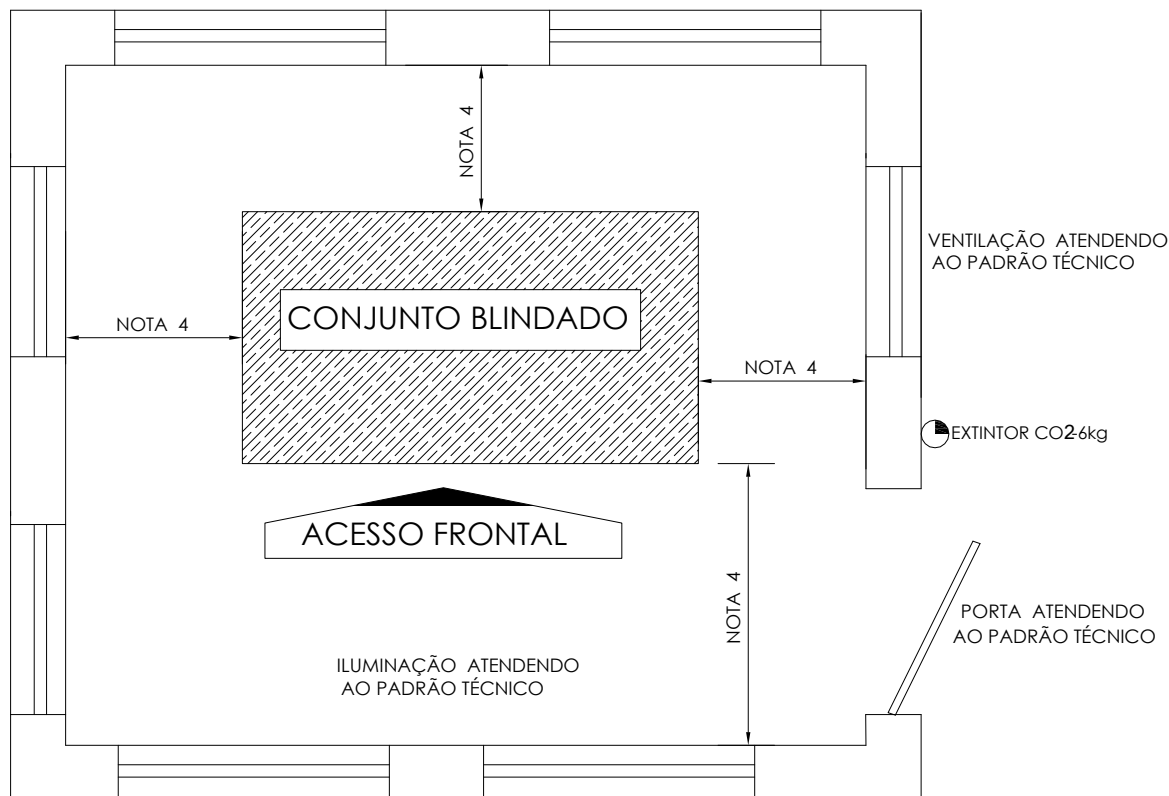 NOTA 4
VENTILAÇÃO ATENDENDO
AO PADRÃO TÉCNICO
CONJUNTO BLINDADO
NOTA 4
NOTA 4
EXTINTOR CO2-6kg
ACESSO FRONTAL
NOTA 4
PORTA ATENDENDO
AO PADRÃO TÉCNICO
ILUMINAÇÃO ATENDENDO
AO PADRÃO TÉCNICO